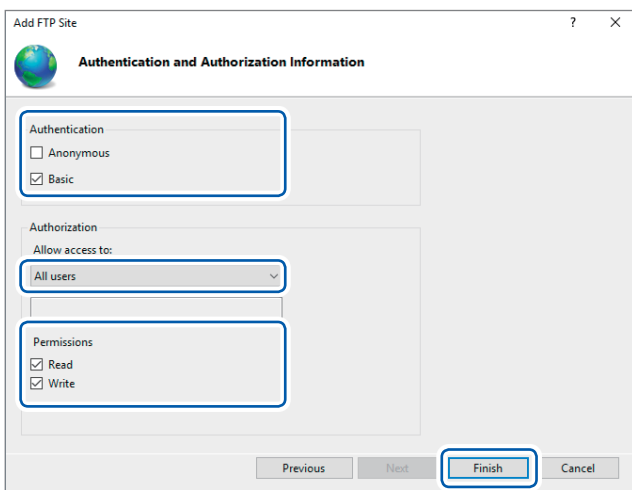 Add FTP Site ? ×
Authentication and Authorization Information
Authentication
Anonymous
Basic
Authorization
Allow access to:
All users
Permissions
Read
Write
Previous Next Finish Cancel